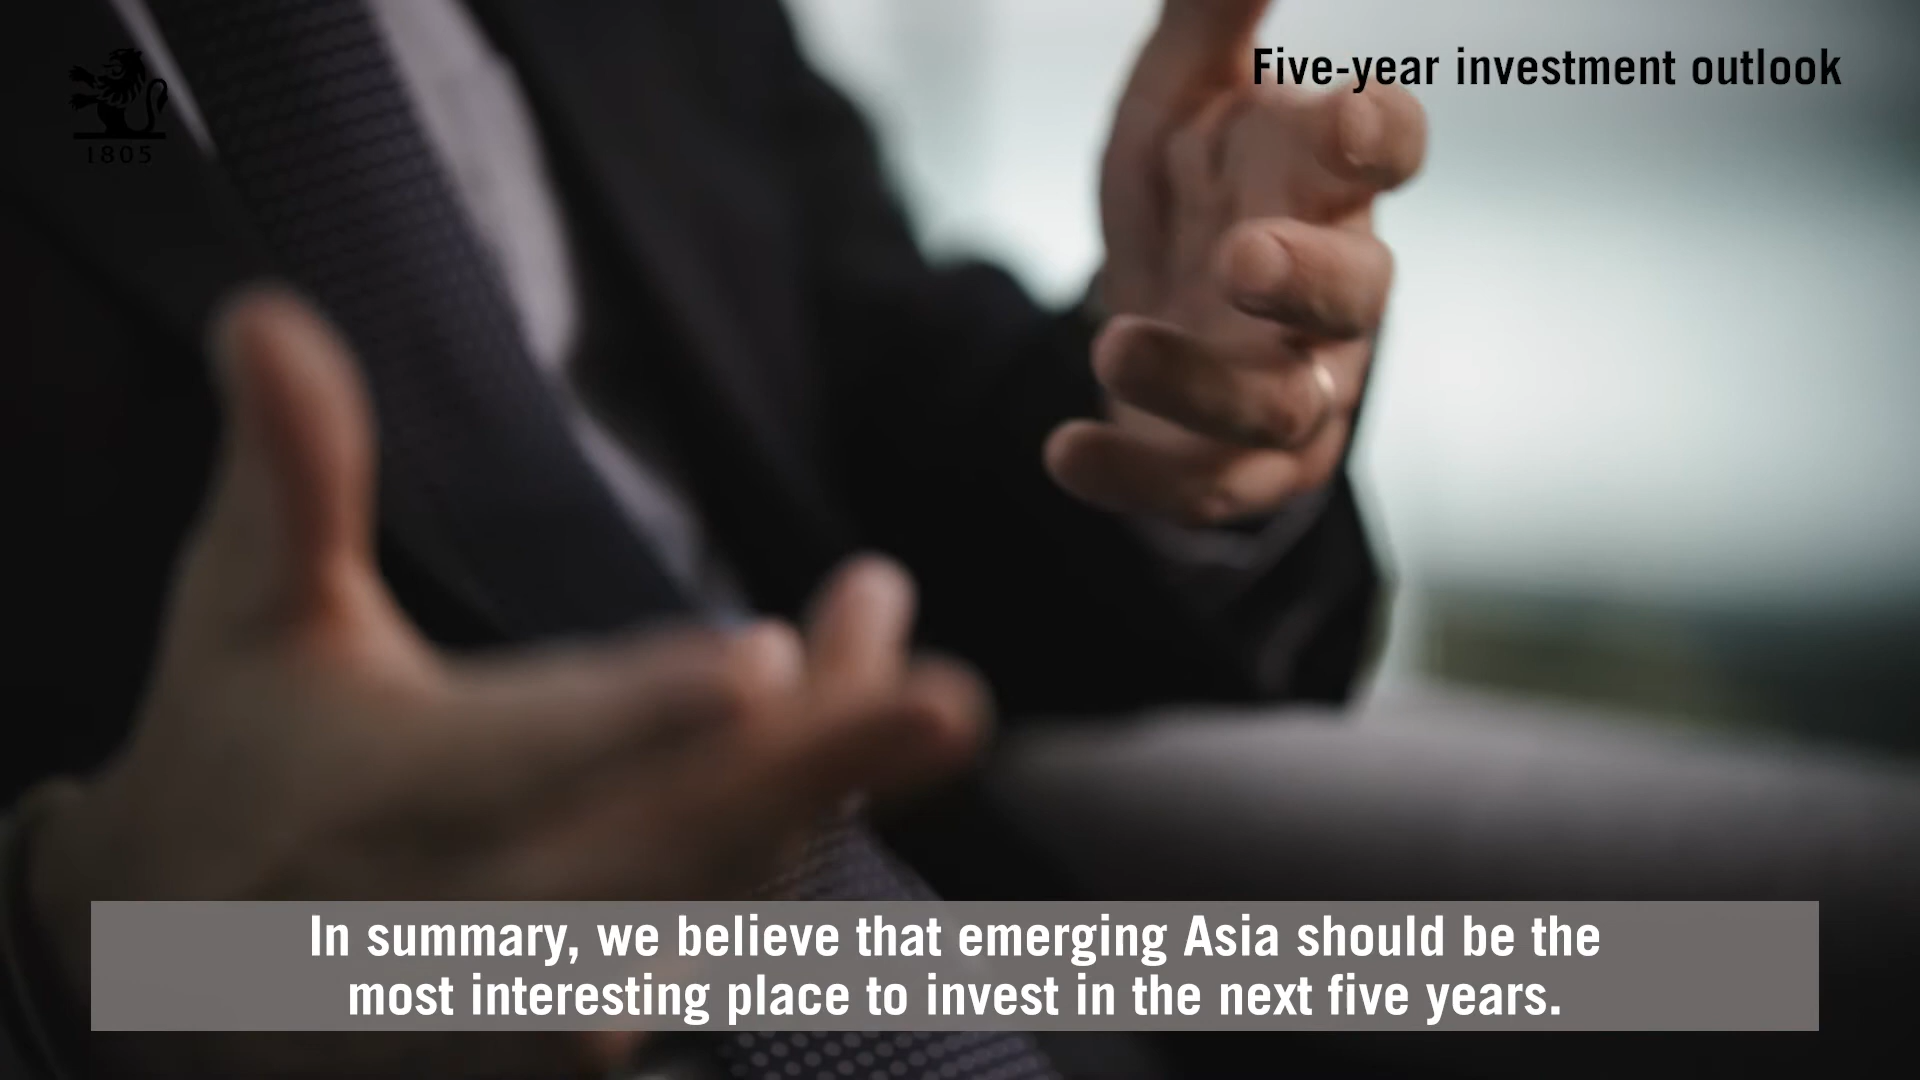 Five-year investment outlook
1805
In summary, we believe that emerging Asia should be the
most interesting place to invest in the next five years.